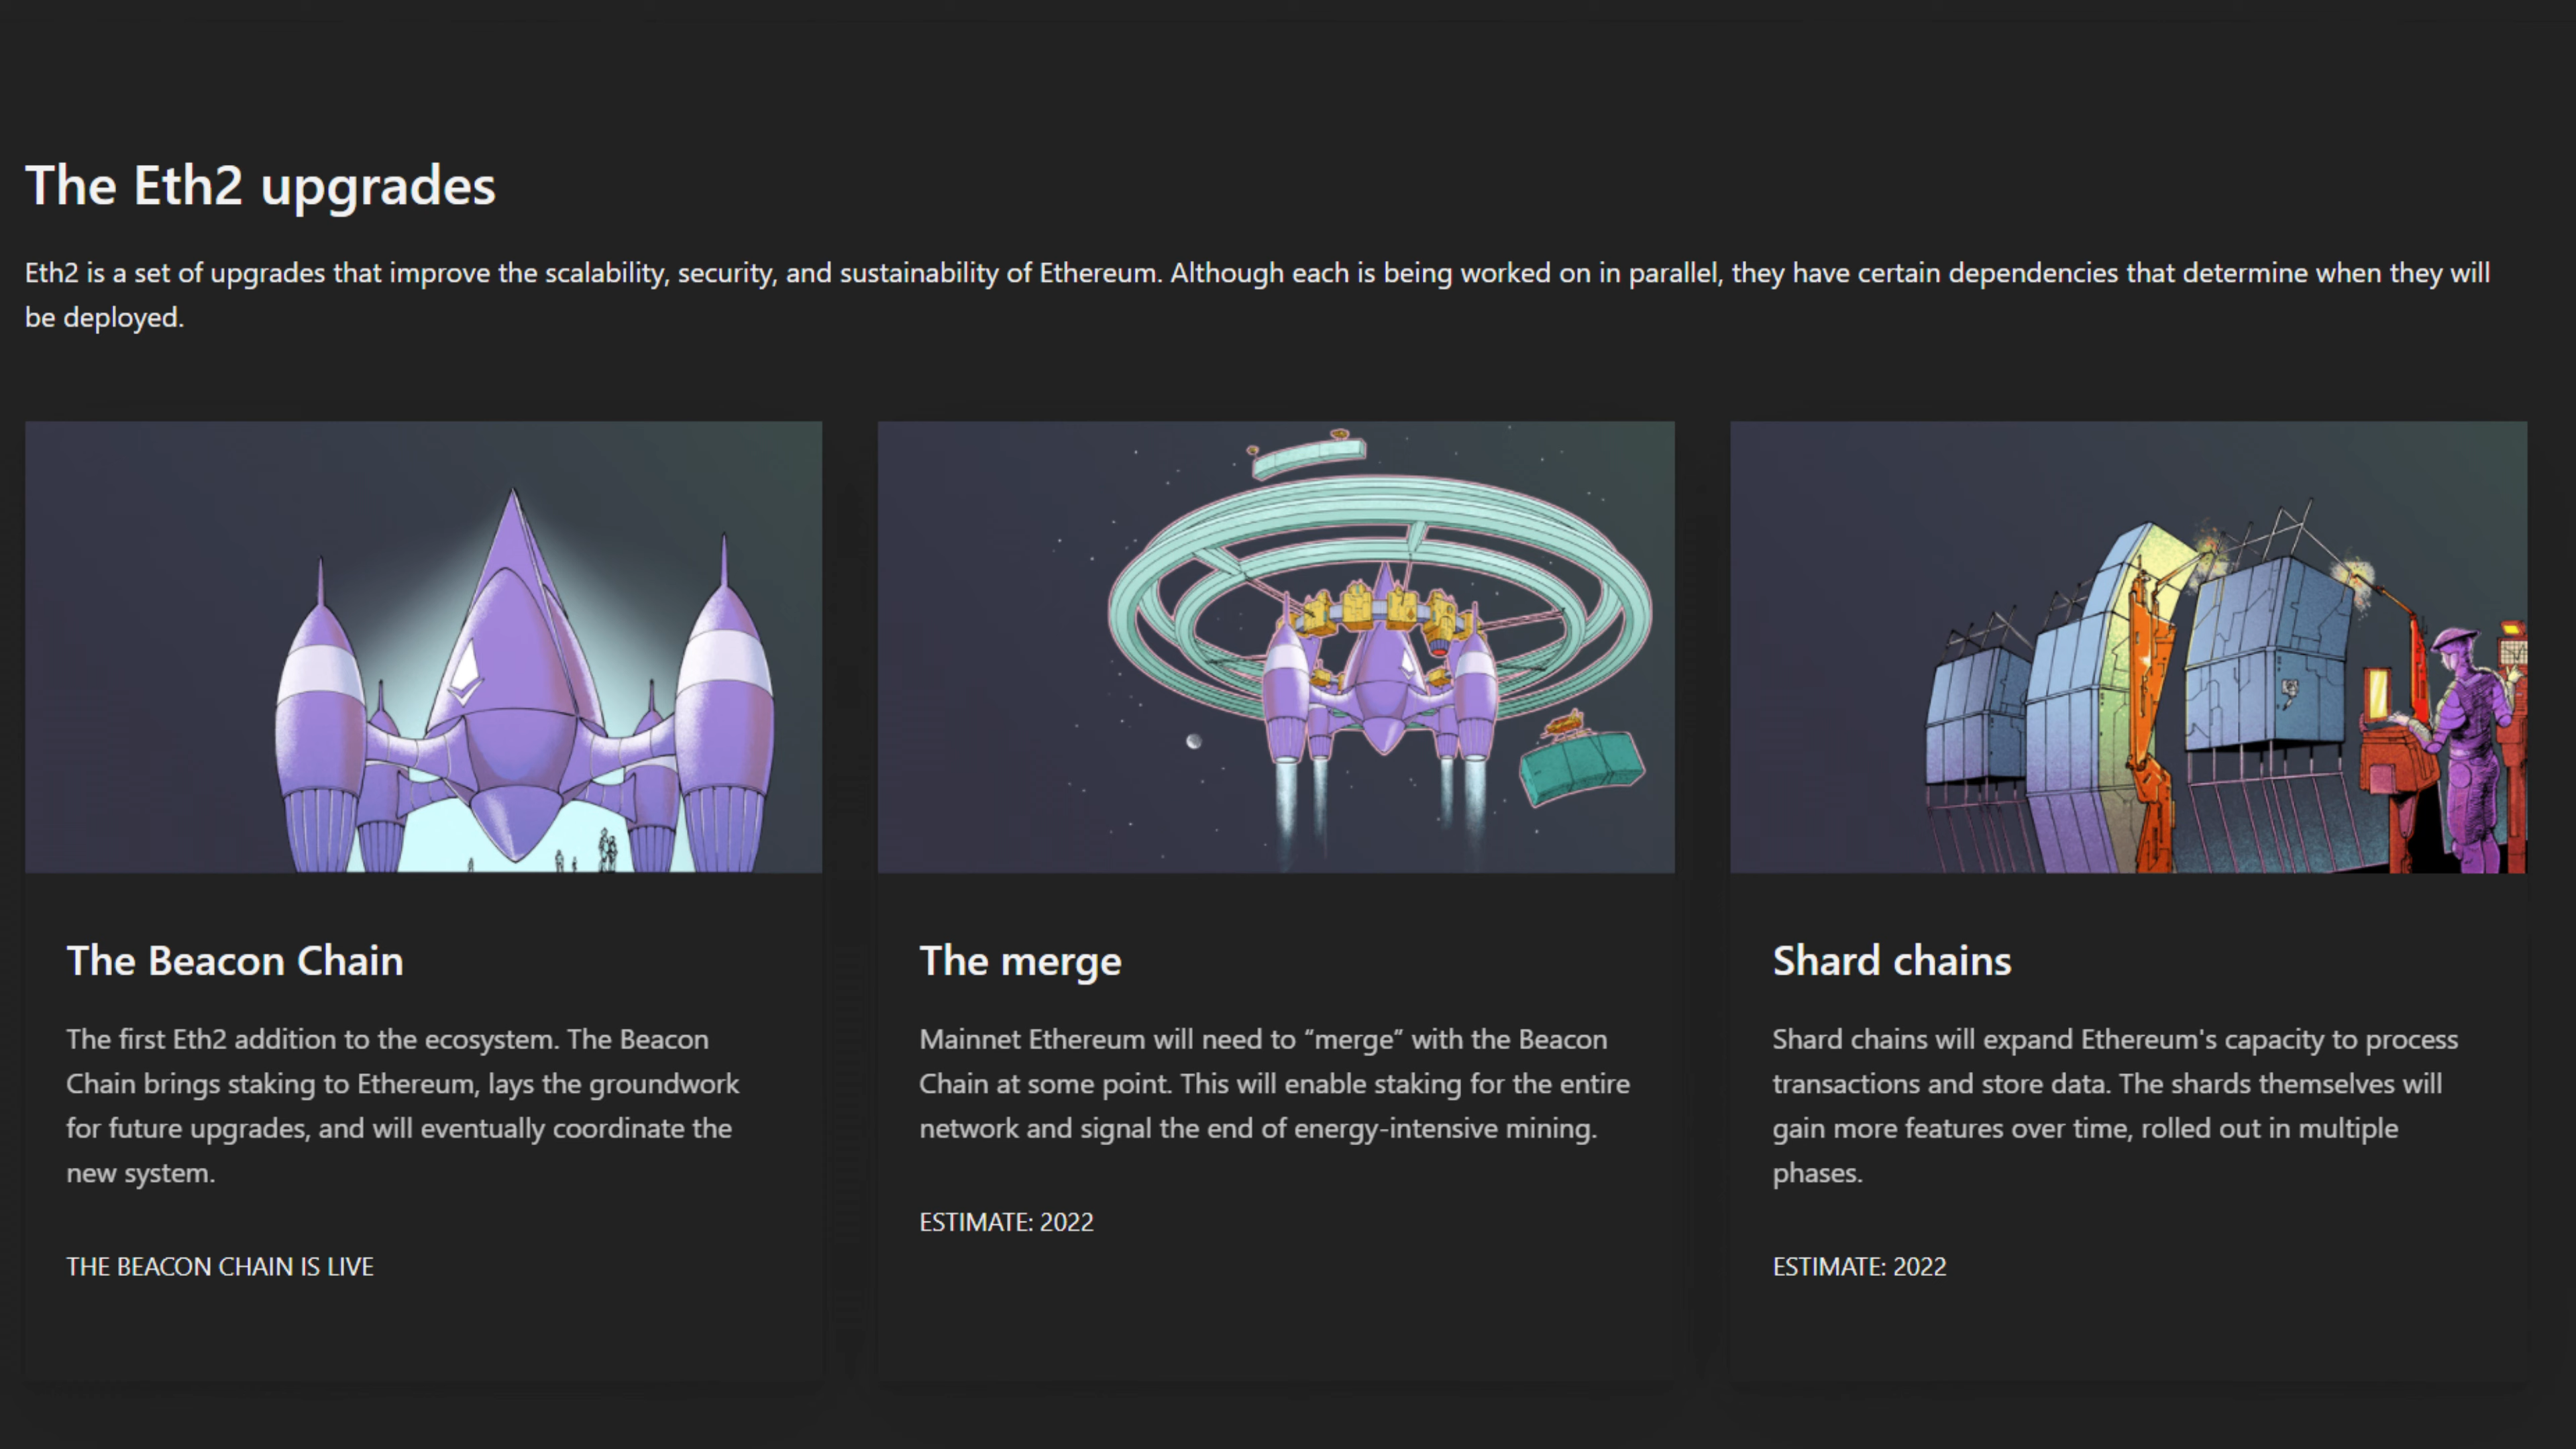 The Eth2 upgrades
Eth2 is a set of upgrades that improve the scalability, security, and sustainability of Ethereum. Although each is being worked on in parallel, they have certain dependencies that determine when they will
be deployed.
The Beacon Chain
The first Eth2 addition to the ecosystem. The Beacon
Chain brings staking to Ethereum, lays the groundwork
for future upgrades, and will eventually coordinate the
new system.
THE BEACON CHAIN IS LIVE
The merge
Mainnet Ethereum will need to “merge” with the Beacon
Chain at some point. This will enable staking for the entire
network and signal the end of energy-intensive mining.
ESTIMATE: 2022
Shard chains
Shard chains will expand Ethereum's capacity to process
transactions and store data. The shards themselves will
gain more features over time, rolled out in multiple
phases.
ESTIMATE: 2022